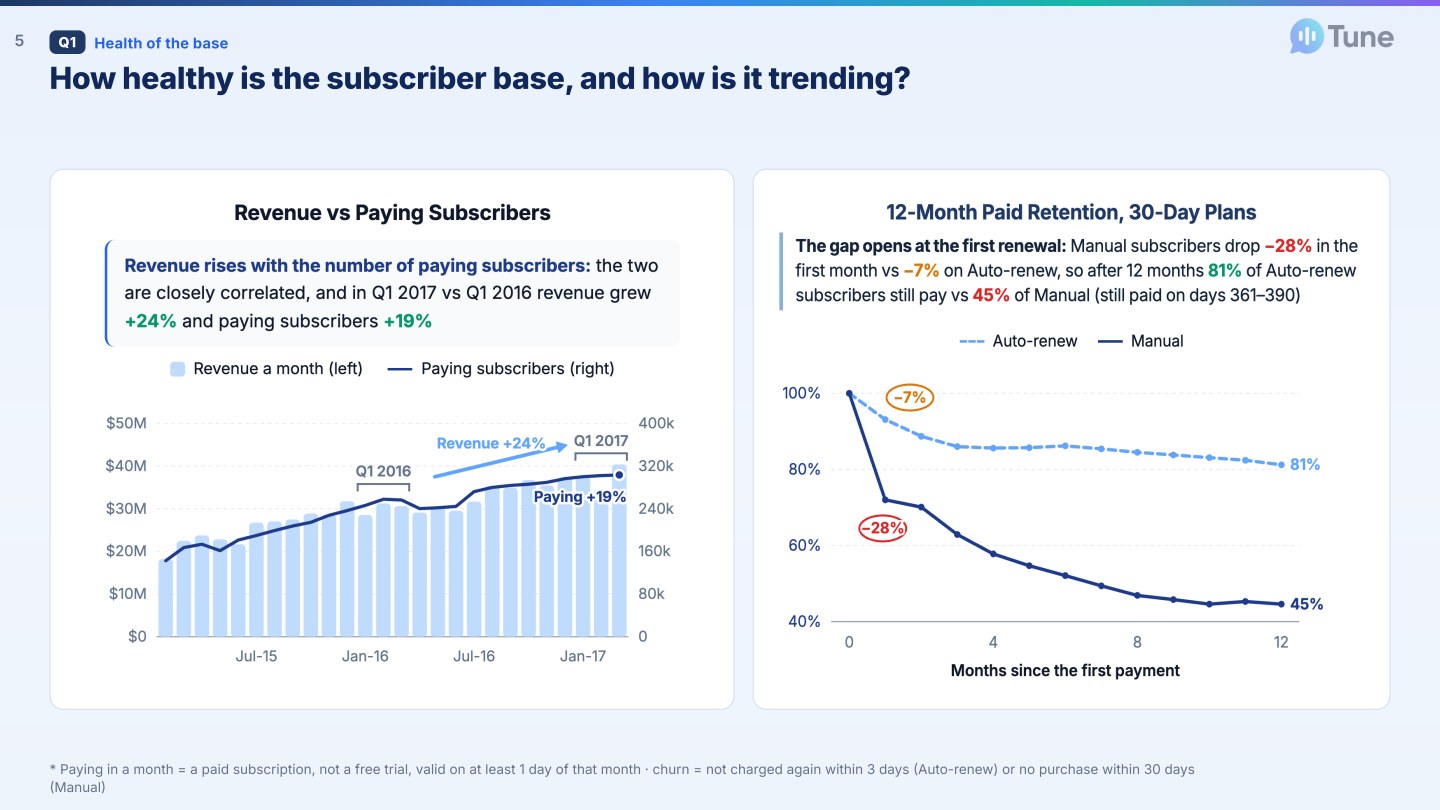 5
Q1 Health of the base
Tune
How healthy is the subscriber base, and how is it trending?
Revenue vs Paying Subscribers
Revenue rises with the number of paying subscribers: the two
are closely correlated, and in Q1 2017 vs Q1 2016 revenue grew
+24% and paying subscribers +19%
Revenue a month (left) Paying subscribers (right)
$50M
$40M
$30M
$20M
$10M
$0
400k
320k
240k
160k
80k
0
Q1 2016
Revenue +24%
Q1 2017
Paying +19%
Jul-15 Jan-16 Jul-16 Jan-17
12-Month Paid Retention, 30-Day Plans
The gap opens at the first renewal: Manual subscribers drop −28% in the
first month vs −7% on Auto-renew, so after 12 months 81% of Auto-renew
subscribers still pay vs 45% of Manual (still paid on days 361–390)
Auto-renew Manual
100%
80%
60%
40%
−7%
−28%
81%
45%
0 4 8 12
Months since the first payment
* Paying in a month = a paid subscription, not a free trial, valid on at least 1 day of that month · churn = not charged again within 3 days (Auto-renew) or no purchase within 30 days
(Manual)